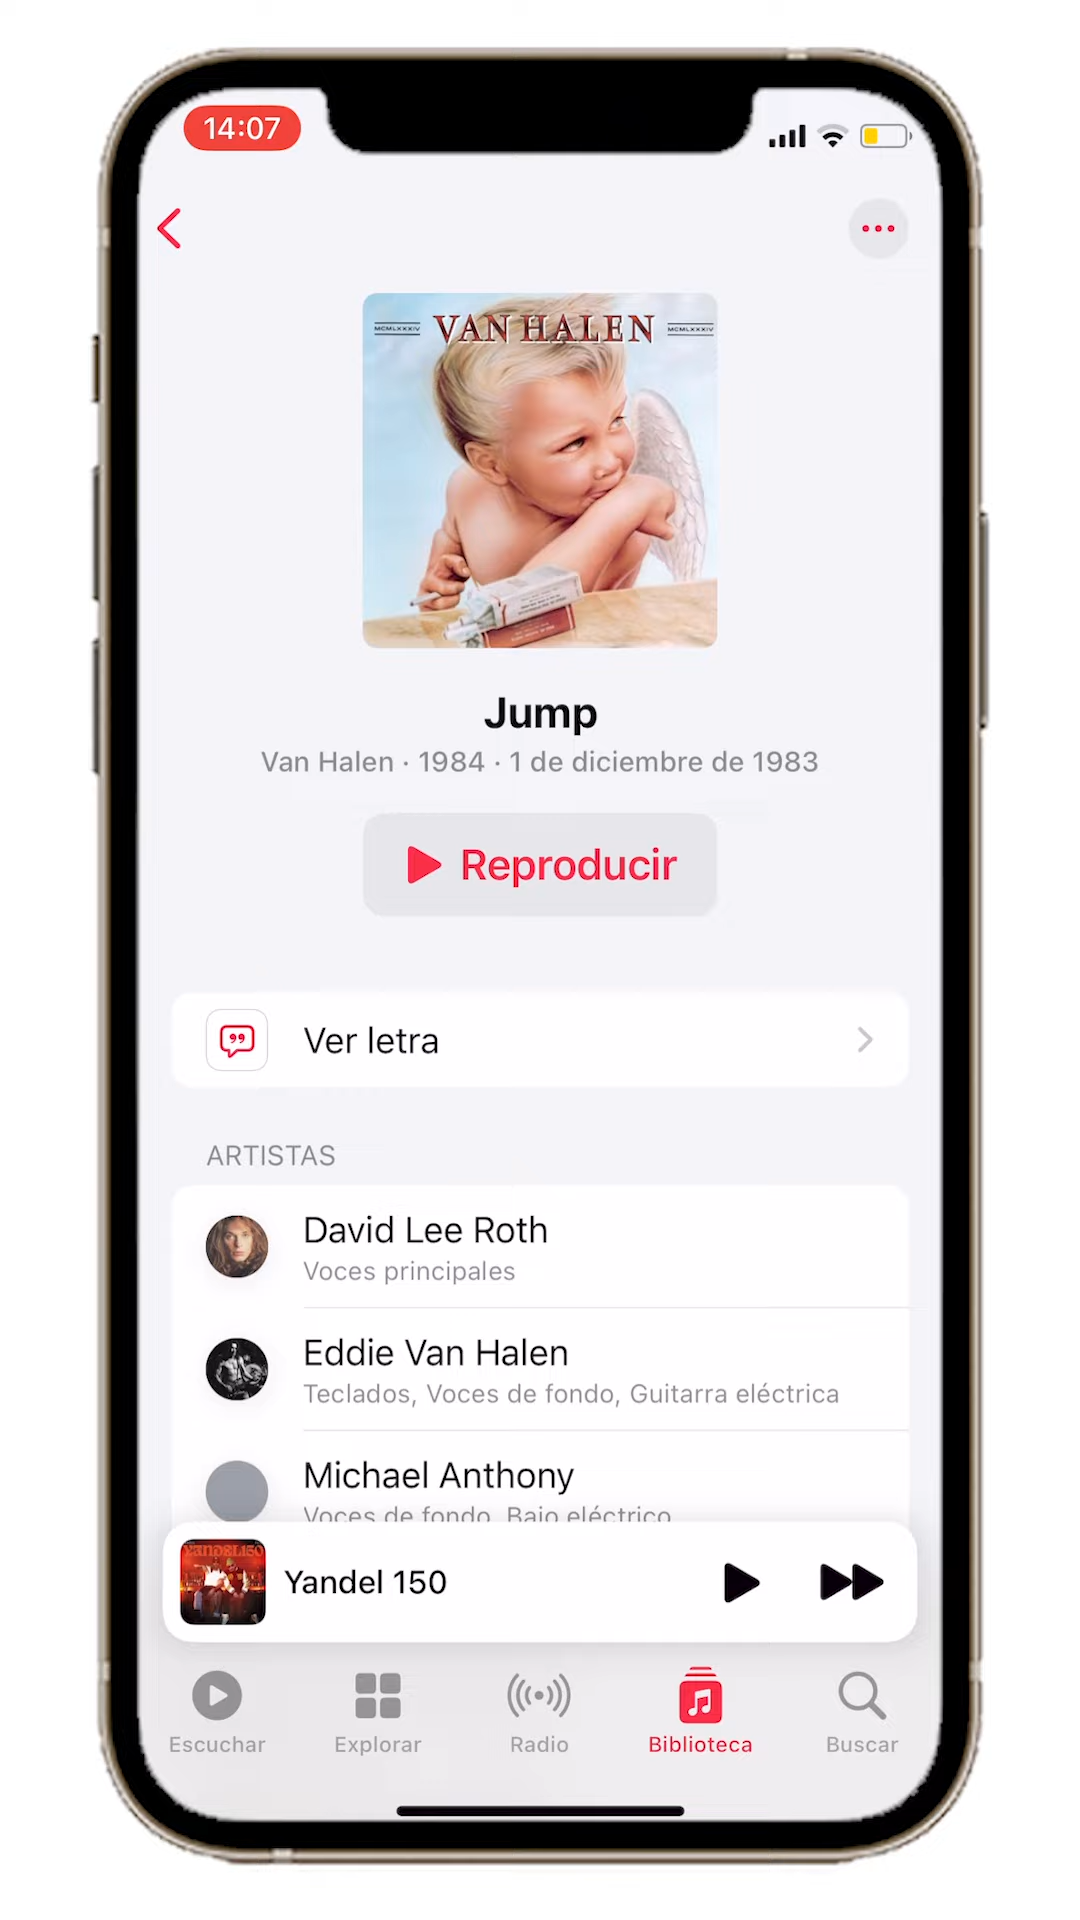 14:07
MCMLXXXIV VAN HALEN MCMLXXXIV
Jump
Van Halen · 1984 · 1 de diciembre de 1983
Reproducir
Ver letra
ARTISTAS
David Lee Roth
Voces principales
Eddie Van Halen
Teclados, Voces de fondo, Guitarra eléctrica
Michael Anthony
Voces de fondo, Bajo eléctrico
YANDEL150
Yandel 150
Escuchar
Explorar
Radio
Biblioteca
Buscar